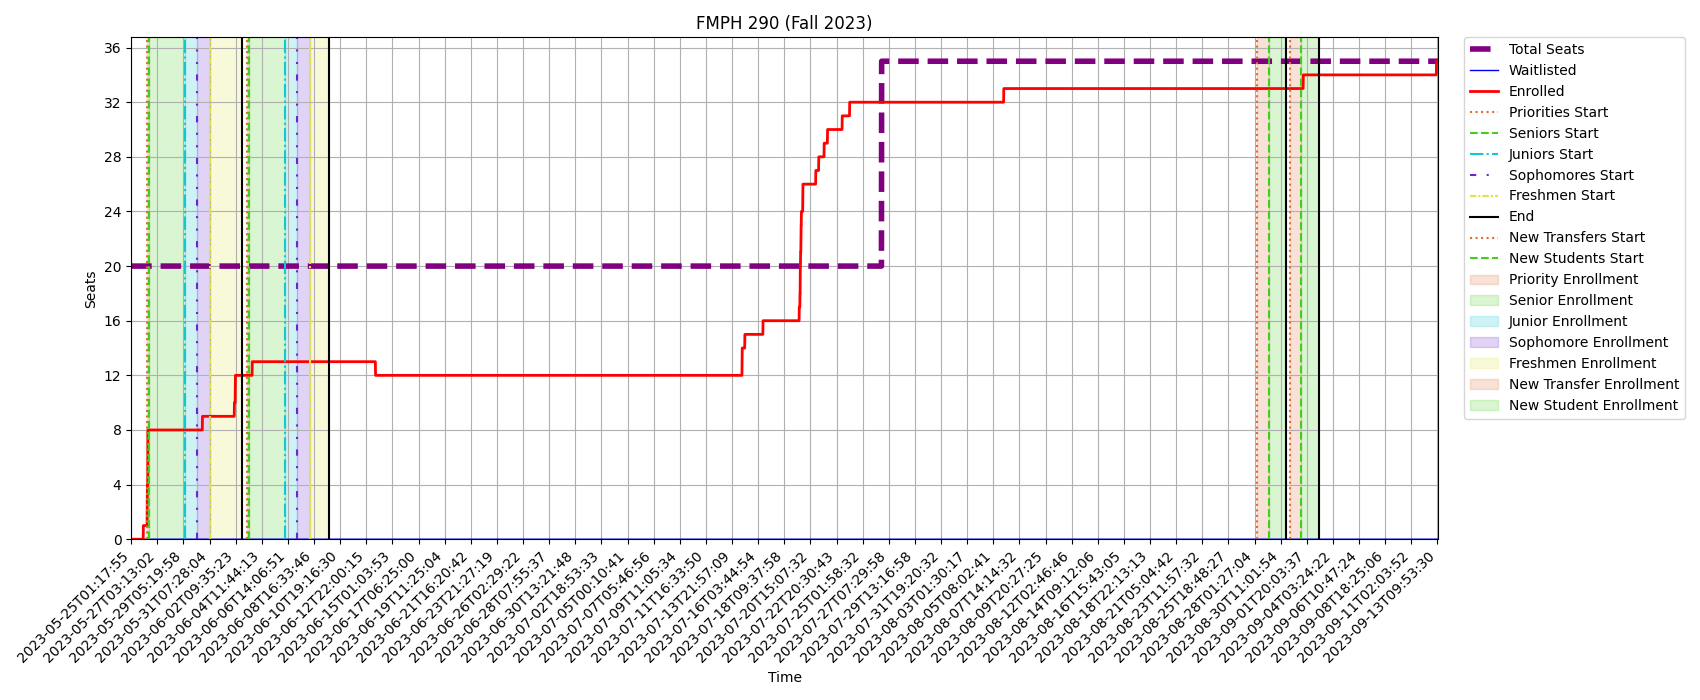 FMPH 290 (Fall 2023)
36
32
28
24
20
16
12
8
4
0
Seats
2023-05-25T01:17:55
2023-05-27T03:13:02
2023-05-29T05:19:58
2023-05-31T07:28:04
2023-06-02T09:35:23
2023-06-04T11:44:13
2023-06-06T14:06:51
2023-06-08T16:33:46
2023-06-10T19:16:30
2023-06-12T22:00:15
2023-06-15T01:03:53
2023-06-17T06:25:00
2023-06-19T11:25:04
2023-06-21T16:20:42
2023-06-23T21:27:19
2023-06-26T02:29:22
2023-06-28T07:55:37
2023-06-30T13:21:48
2023-07-02T18:53:33
2023-07-05T00:10:41
2023-07-07T05:46:56
2023-07-09T11:05:34
2023-07-11T16:33:50
2023-07-13T21:57:09
2023-07-16T03:44:54
2023-07-18T09:37:58
2023-07-20T15:07:32
2023-07-22T20:30:43
2023-07-25T01:58:32
2023-07-27T07:29:58
2023-07-29T13:16:58
2023-07-31T19:20:32
2023-08-03T01:30:17
2023-08-05T08:02:41
2023-08-07T14:14:32
2023-08-09T20:27:25
2023-08-12T02:46:46
2023-08-14T09:12:06
2023-08-16T15:43:05
2023-08-18T22:13:13
2023-08-21T05:04:42
2023-08-23T11:57:32
2023-08-25T18:48:27
2023-08-28T01:27:04
2023-08-30T11:01:54
2023-09-01T20:03:37
2023-09-04T03:24:22
2023-09-06T10:47:24
2023-09-08T18:25:06
2023-09-11T02:03:52
2023-09-13T09:53:30
Time
Total Seats
Waitlisted
Enrolled
Priorities Start
Seniors Start
Juniors Start
Sophomores Start
Freshmen Start
End
New Transfers Start
New Students Start
Priority Enrollment
Senior Enrollment
Junior Enrollment
Sophomore Enrollment
Freshmen Enrollment
New Transfer Enrollment
New Student Enrollment